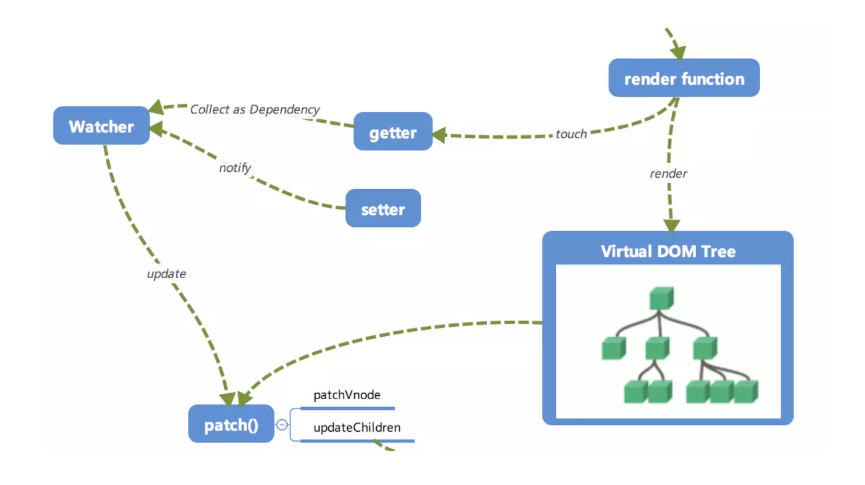 render function
Collect as Dependency
Watcher
getter
touch
notify
render
setter
Virtual DOM Tree
update
patchVnode
patch()
updateChildren